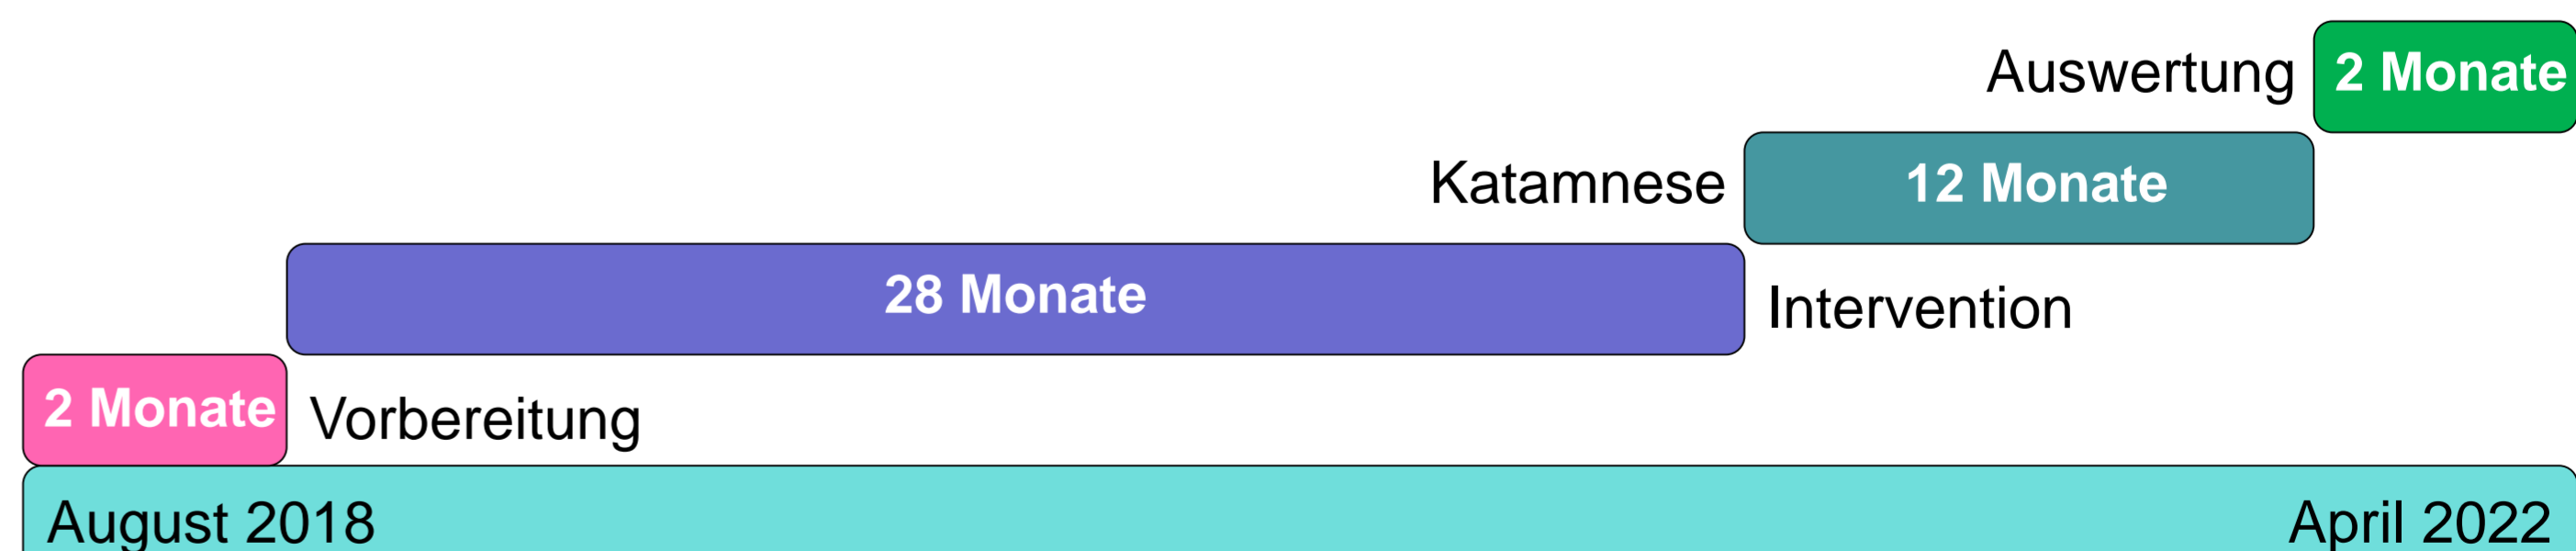 Auswertung 2 Monate
Katamnese 12 Monate
28 Monate Intervention
2 Monate Vorbereitung
August 2018 April 2022